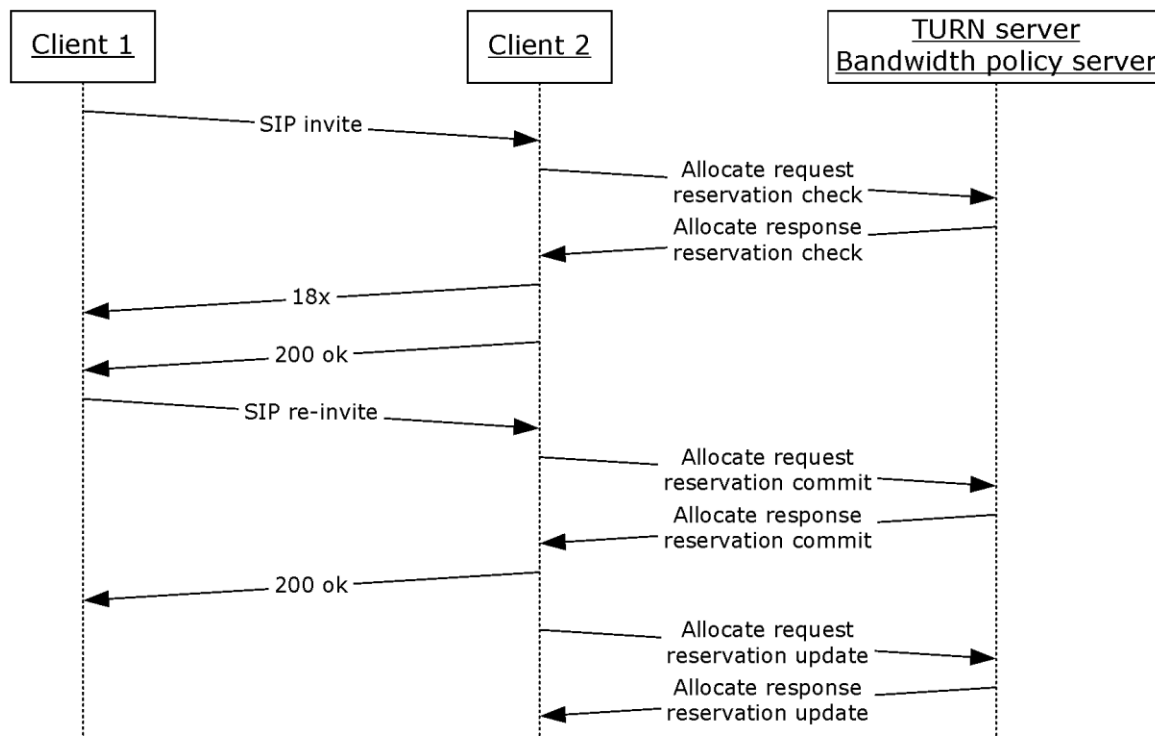 Client 1
Client 2
TURN server
Bandwidth policy server
SIP invite
Allocate request
reservation check
Allocate response
reservation check
18x
200 ok
SIP re-invite
Allocate request
reservation commit
Allocate response
reservation commit
200 ok
Allocate request
reservation update
Allocate response
reservation update